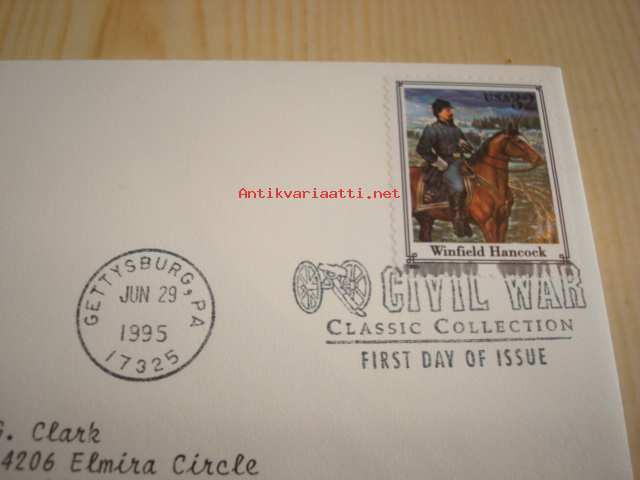 USA 32
Antikvariaatti.net
Winfield Hancock
GETTYSBURG, PA
JUN 29
1995
17325
CIVIL WAR
CLASSIC COLLECTION
FIRST DAY OF ISSUE
G. Clark
4206 Elmira Circle